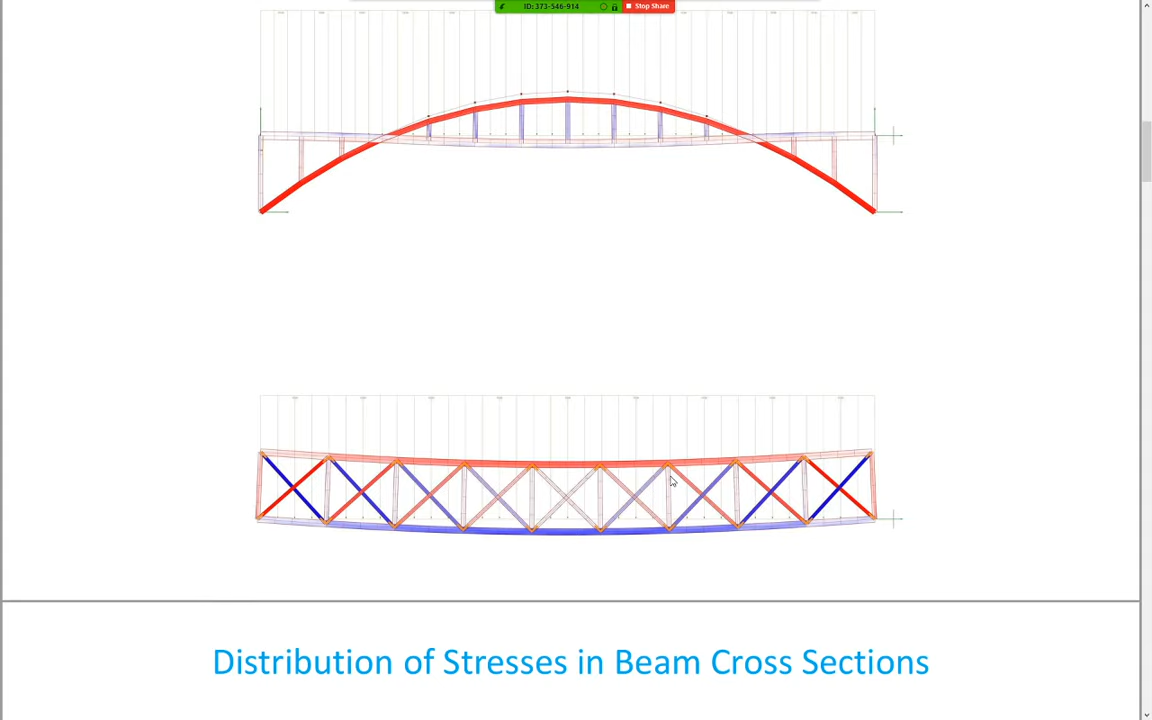 ID: 373-546-914
Stop Share
Distribution of Stresses in Beam Cross Sections